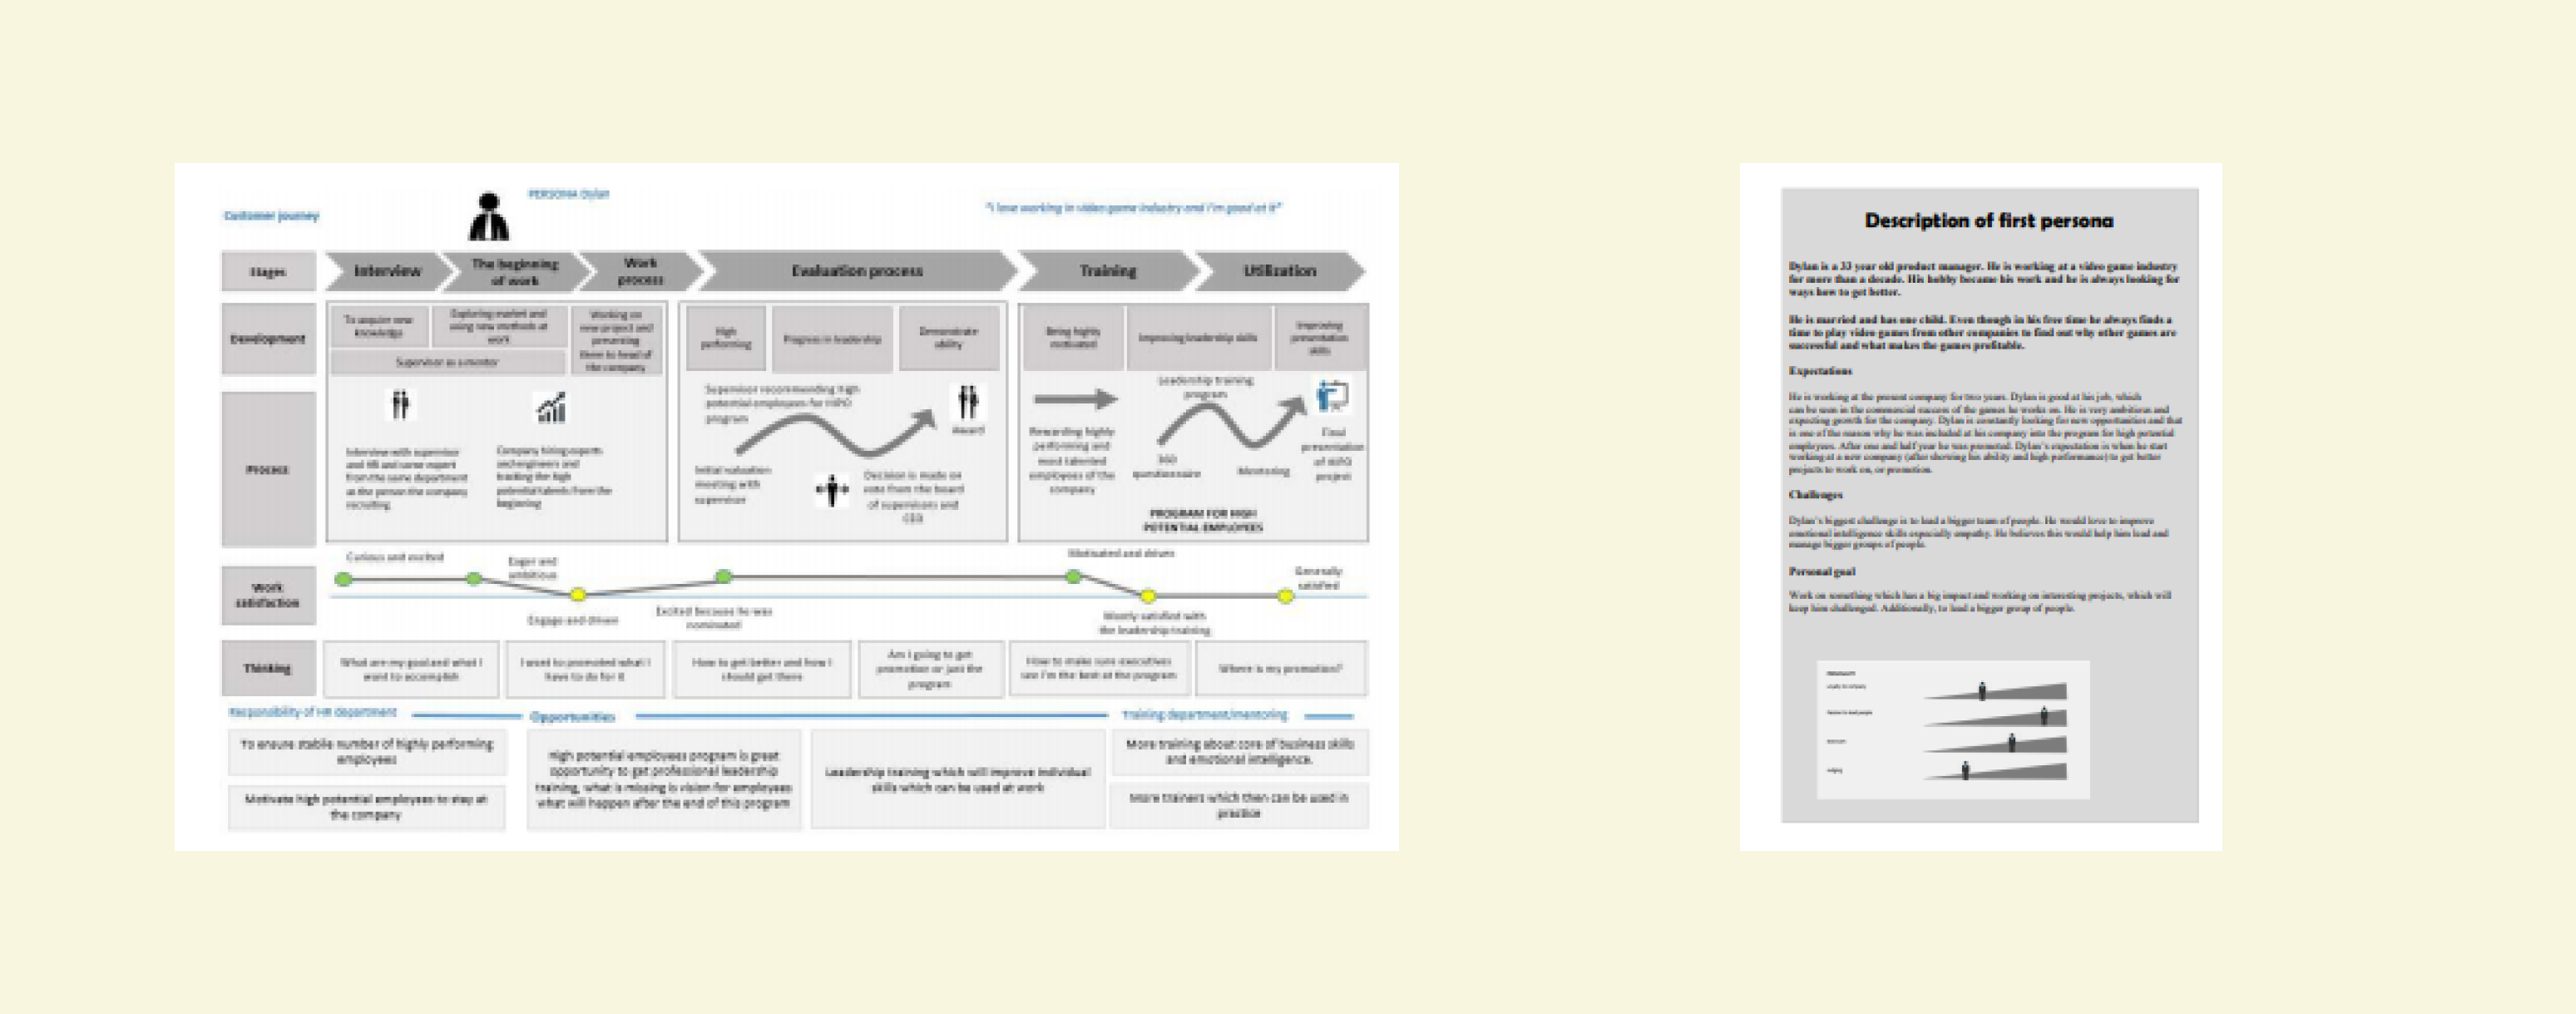 PERSONA Dylan
Customer journey
"I love working in video game industry and I'm good at it"
Stages
Interview
The beginning
of work
Work
process
Evaluation process
Training
Utilization
Development
To acquire new
knowledge
Exploring market and
using new methods at
work
Supervisor as a mentor
Working on
new project and
presenting
them to head of
the company
High
performing
Progress in leadership
Demonstrate
ability
Being highly
motivated
Improving leadership skills
Improving
presentation
skills
Process
Interview with supervisor
and HR and some expert
from the same department
as the person the company
recruiting
Company hiring experts
and engineers and
tracking the high
potential talents from the
beginning
Supervisor recommending high
potential employees for HIPO
program
Initial valuation
meeting with
supervisor
Decision is made on
vote from the board
of supervisors and
CEO
Award
Rewarding highly
performing and
most talented
employees of the
company
Leadership training
program
360
questionnaire
Mentoring
Final
presentation
of HIPO
project
PROGRAM FOR HIGH
POTENTIAL EMPLOYEES
Work
satisfaction
Curious and excited
Eager and
ambitious
Engage and driven
Excited because he was
nominated
Motivated and driven
Mostly satisfied with
the leadership training
Generally
satisfied
Thinking
What are my goal and what I
want to accomplish
I want to promoted what I
have to do for it
How to get better and how I
should get there
Am I going to get
promotion or just the
program
How to make sure executives
see I'm the best at the program
Where is my promotion?
Responsibility of HR department
Opportunities
Training department/mentoring
To ensure stabile number of highly performing
employees
Motivate high potential employees to stay at
the company
High potential employees program is great
opportunity to get professional leadership
training, what is missing is vision for employees
what will happen after the end of this program
Leadership training which will improve individual
skills which can be used at work
More training about core of business skills
and emotional intelligence.
More trainers which then can be used in
practice
Description of first persona
Dylan is a 33 year old product manager. He is working at a video game industry
for more than a decade. His hobby became his work and he is always looking for
ways how to get better.
He is married and has one child. Even though in his free time he always finds a
time to play video games from other companies to find out why other games are
successful and what makes the games profitable.
Expectations
He is working at the present company for two years. Dylan is good at his job, which
can be seen in the commercial success of the games he works on. He is very ambitious and
expecting growth for the company. Dylan is constantly looking for new opportunities and that
is one of the reason why he was included at his company into the program for high potential
employees. After one and half year he was promoted. Dylan's expectation is when he start
working at a new company (after showing his ability and high performance) to get better
projects to work on, or promotion.
Challenges
Dylan's biggest challenge is to lead a bigger team of people. He would love to improve
emotional intelligence skills especially empathy. He believes this would help him lead and
manage bigger groups of people.
Personal goal
Work on something which has a big impact and working on interesting projects, which will
keep him challenged. Additionally, to lead a bigger group of people.
Loyalty to company
Desire to lead people
Judging